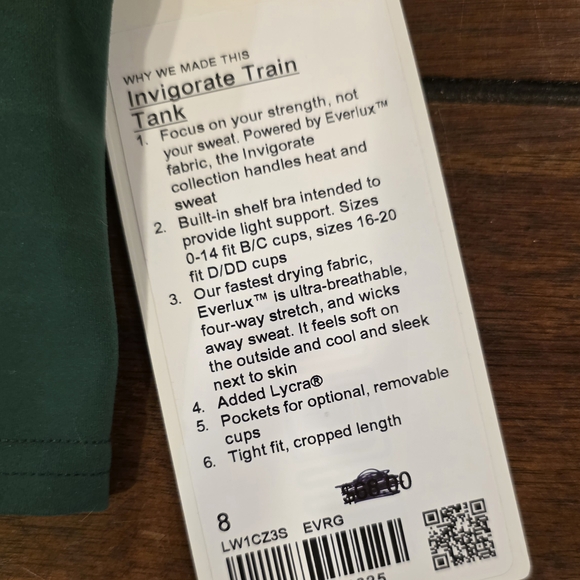 WHY WE MADE THIS
Invigorate Train
Tank
1. Focus on your strength, not
your sweat. Powered by Everlux™
fabric, the Invigorate
collection handles heat and
sweat
2. Built-in shelf bra intended to
provide light support. Sizes
0-14 fit B/C cups, sizes 16-20
fit D/DD cups
3. Our fastest drying fabric,
Everlux™ is ultra-breathable,
four-way stretch, and wicks
away sweat. It feels soft on
the outside and cool and sleek
next to skin
4. Added Lycra®
5. Pockets for optional, removable
cups
6. Tight fit, cropped length
8
LW1CZ3S EVRG